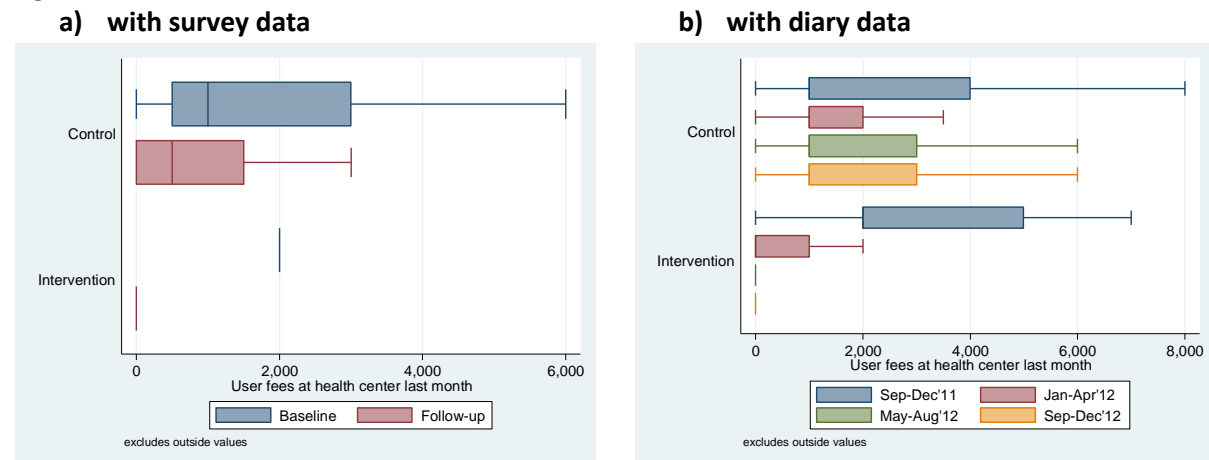 a) with survey data
Control
Intervention
0 2,000 4,000 6,000
User fees at health center last month
Baseline Follow-up
excludes outside values
b) with diary data
Control
Intervention
0 2,000 4,000 6,000 8,000
User fees at health center last month
Sep-Dec'11 Jan-Apr'12
May-Aug'12 Sep-Dec'12
excludes outside values